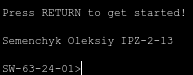 Press RETURN to get started!
Semenchyk Oleksiy IPZ-2-13
SW-63-24-01>